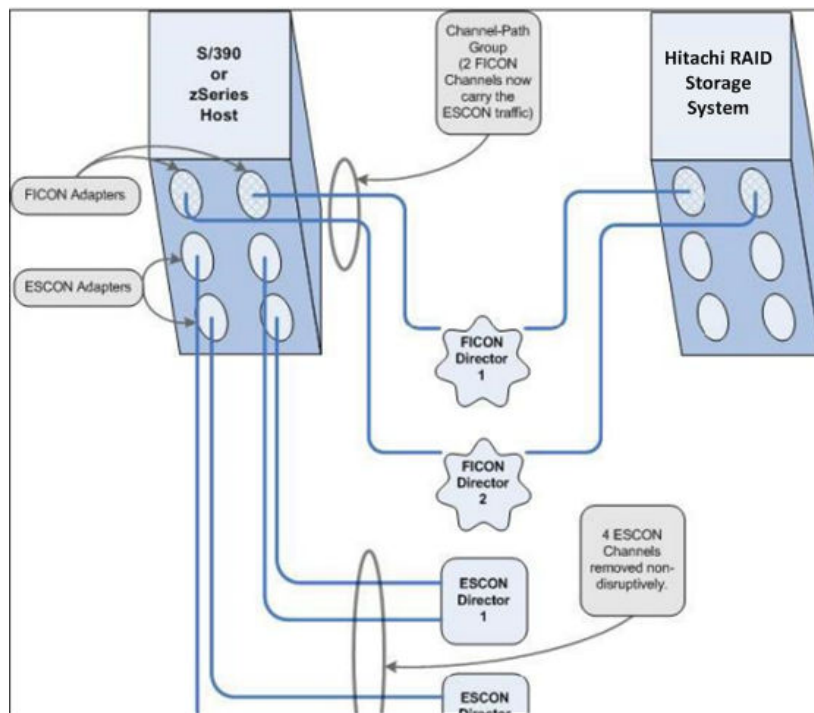 S/390
or
zSeries
Host
Channel-Path
Group
(2 FICON
Channels now
carry the
ESCON traffic)
Hitachi RAID
Storage
System
FICON Adapters
ESCON Adapters
FICON
Director
1
FICON
Director
2
4 ESCON
Channels
removed non-
disruptively.
ESCON
Director
1
ESCON
Director